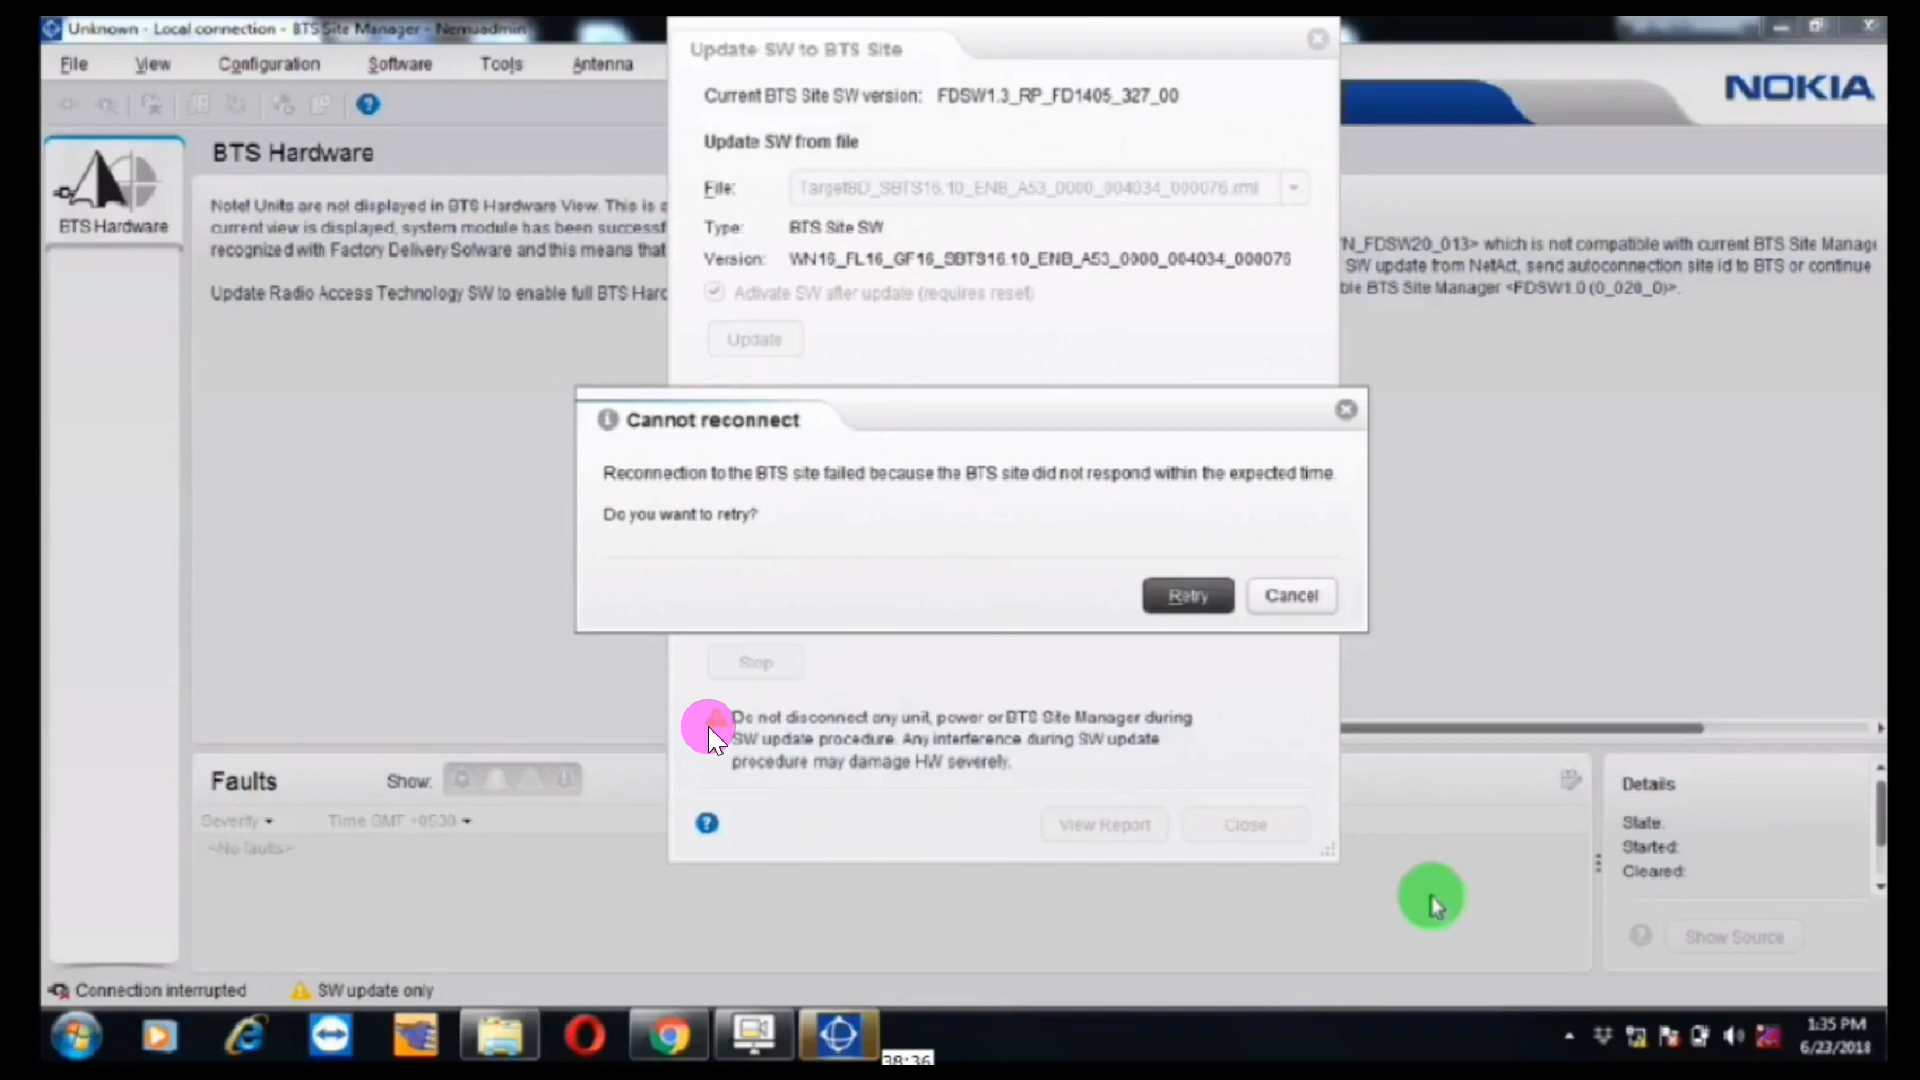 Unknown - Local connection - BTS Site Manager - Nemuadmin
File View Configuration Software Tools Antenna
NOKIA
BTS Hardware
BTS Hardware
Note! Units are not displayed in BTS Hardware View. This is a
current view is displayed, system module has been successf
recognized with Factory Delivery Sofware and this means that
Update Radio Access Technology SW to enable full BTS Hard
N_FDSW20_013> which is not compatible with current BTS Site Manage
SW update from NetAct, send autoconnection site id to BTS or continue
ble BTS Site Manager <FDSW1.0 (0_020_0)>.
Update SW to BTS Site
Current BTS Site SW version: FDSW1.3_RP_FD1405_327_00
Update SW from file
File: TargetBD_SBTS16.10_ENB_A53_0000_004034_000076.xml
Type: BTS Site SW
Version: WN16_FL16_GF16_SBTS16.10_ENB_A53_0000_004034_000076
Activate SW after update (requires reset)
Update
Cannot reconnect
Reconnection to the BTS site failed because the BTS site did not respond within the expected time.
Do you want to retry?
Retry Cancel
Stop
Do not disconnect any unit, power or BTS Site Manager during
SW update procedure. Any interference during SW update
procedure may damage HW severely.
View Report Close
Faults Show:
Severity Time GMT +0530
<No faults>
Details
State:
Started:
Cleared:
Show Source
Connection interrupted SW update only
38:36
1:35 PM
6/23/2018